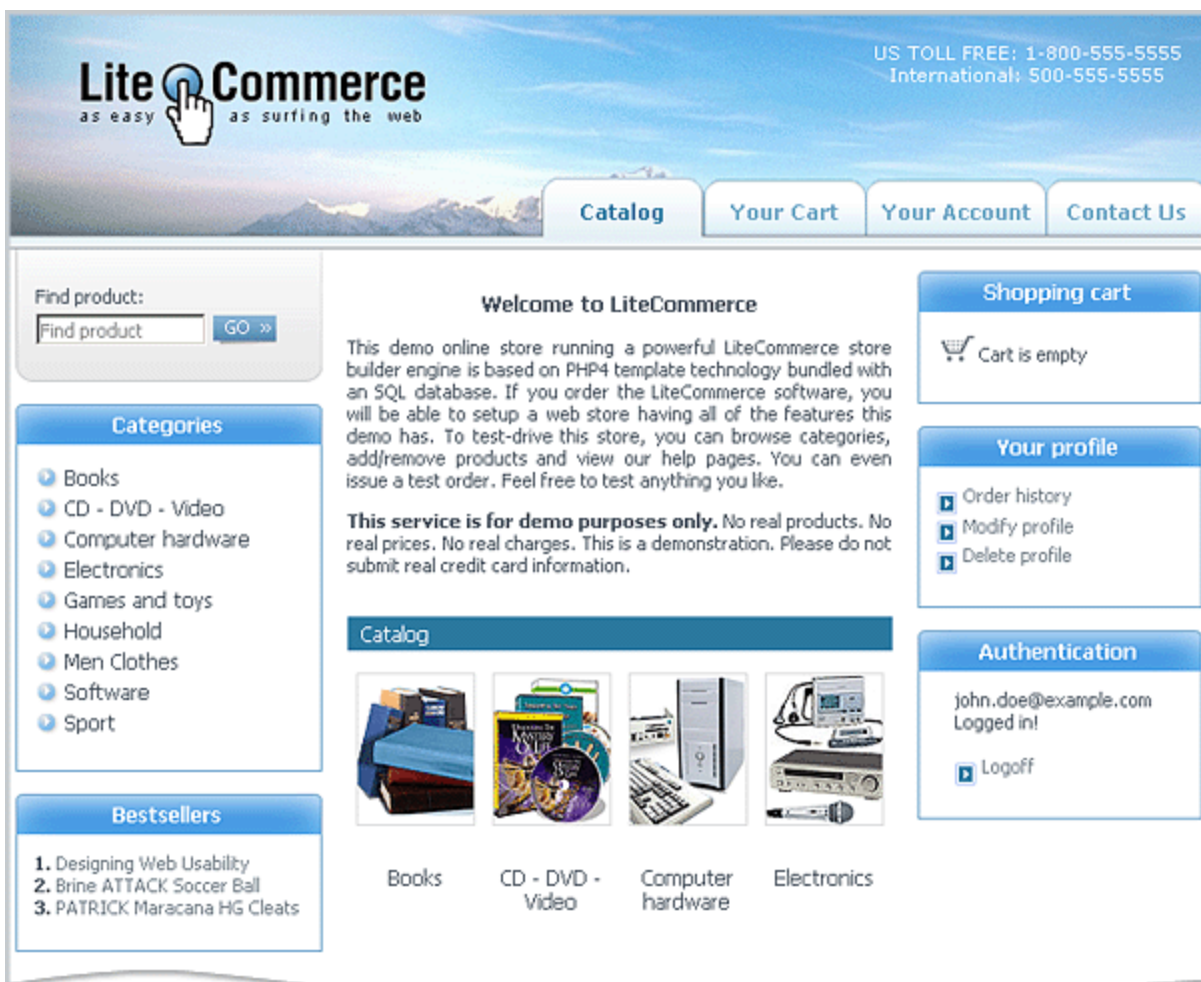 US TOLL FREE: 1-800-555-5555
International: 500-555-5555
Lite Commerce
as easy as surfing the web
Catalog
Your Cart
Your Account
Contact Us
Find product:
Find product
GO »
Categories
Books
CD - DVD - Video
Computer hardware
Electronics
Games and toys
Household
Men Clothes
Software
Sport
Bestsellers
1. Designing Web Usability
2. Brine ATTACK Soccer Ball
3. PATRICK Maracana HG Cleats
Welcome to LiteCommerce
This demo online store running a powerful LiteCommerce store
builder engine is based on PHP4 template technology bundled with
an SQL database. If you order the LiteCommerce software, you
will be able to setup a web store having all of the features this
demo has. To test-drive this store, you can browse categories,
add/remove products and view our help pages. You can even
issue a test order. Feel free to test anything you like.
This service is for demo purposes only. No real products. No
real prices. No real charges. This is a demonstration. Please do not
submit real credit card information.
Catalog
MYSTERY
Books
CD - DVD -
Video
Computer
hardware
Electronics
Shopping cart
Cart is empty
Your profile
Order history
Modify profile
Delete profile
Authentication
john.doe@example.com
Logged in!
Logoff